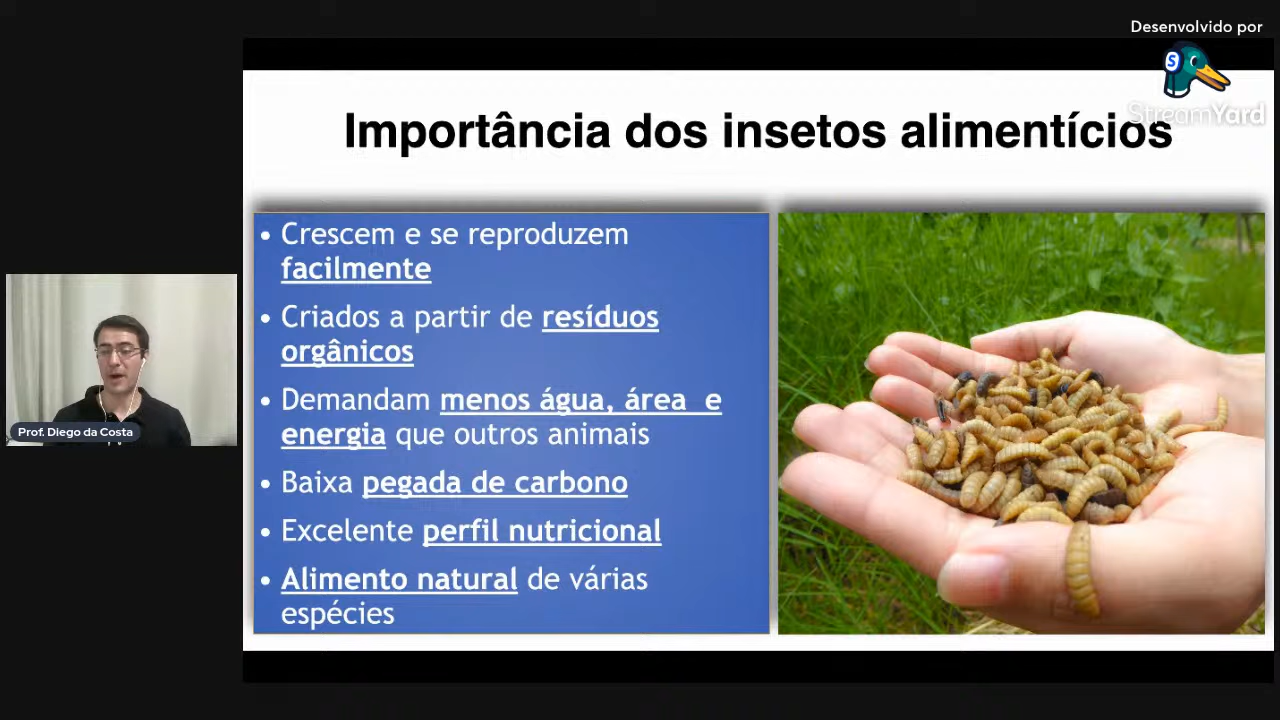 Desenvolvido por
S
StreamYard
Importância dos insetos alimentícios
• Crescem e se reproduzem
facilmente
• Criados a partir de resíduos
orgânicos
• Demandam menos água, área e
energia que outros animais
• Baixa pegada de carbono
• Excelente perfil nutricional
• Alimento natural de várias
espécies
Prof. Diego da Costa